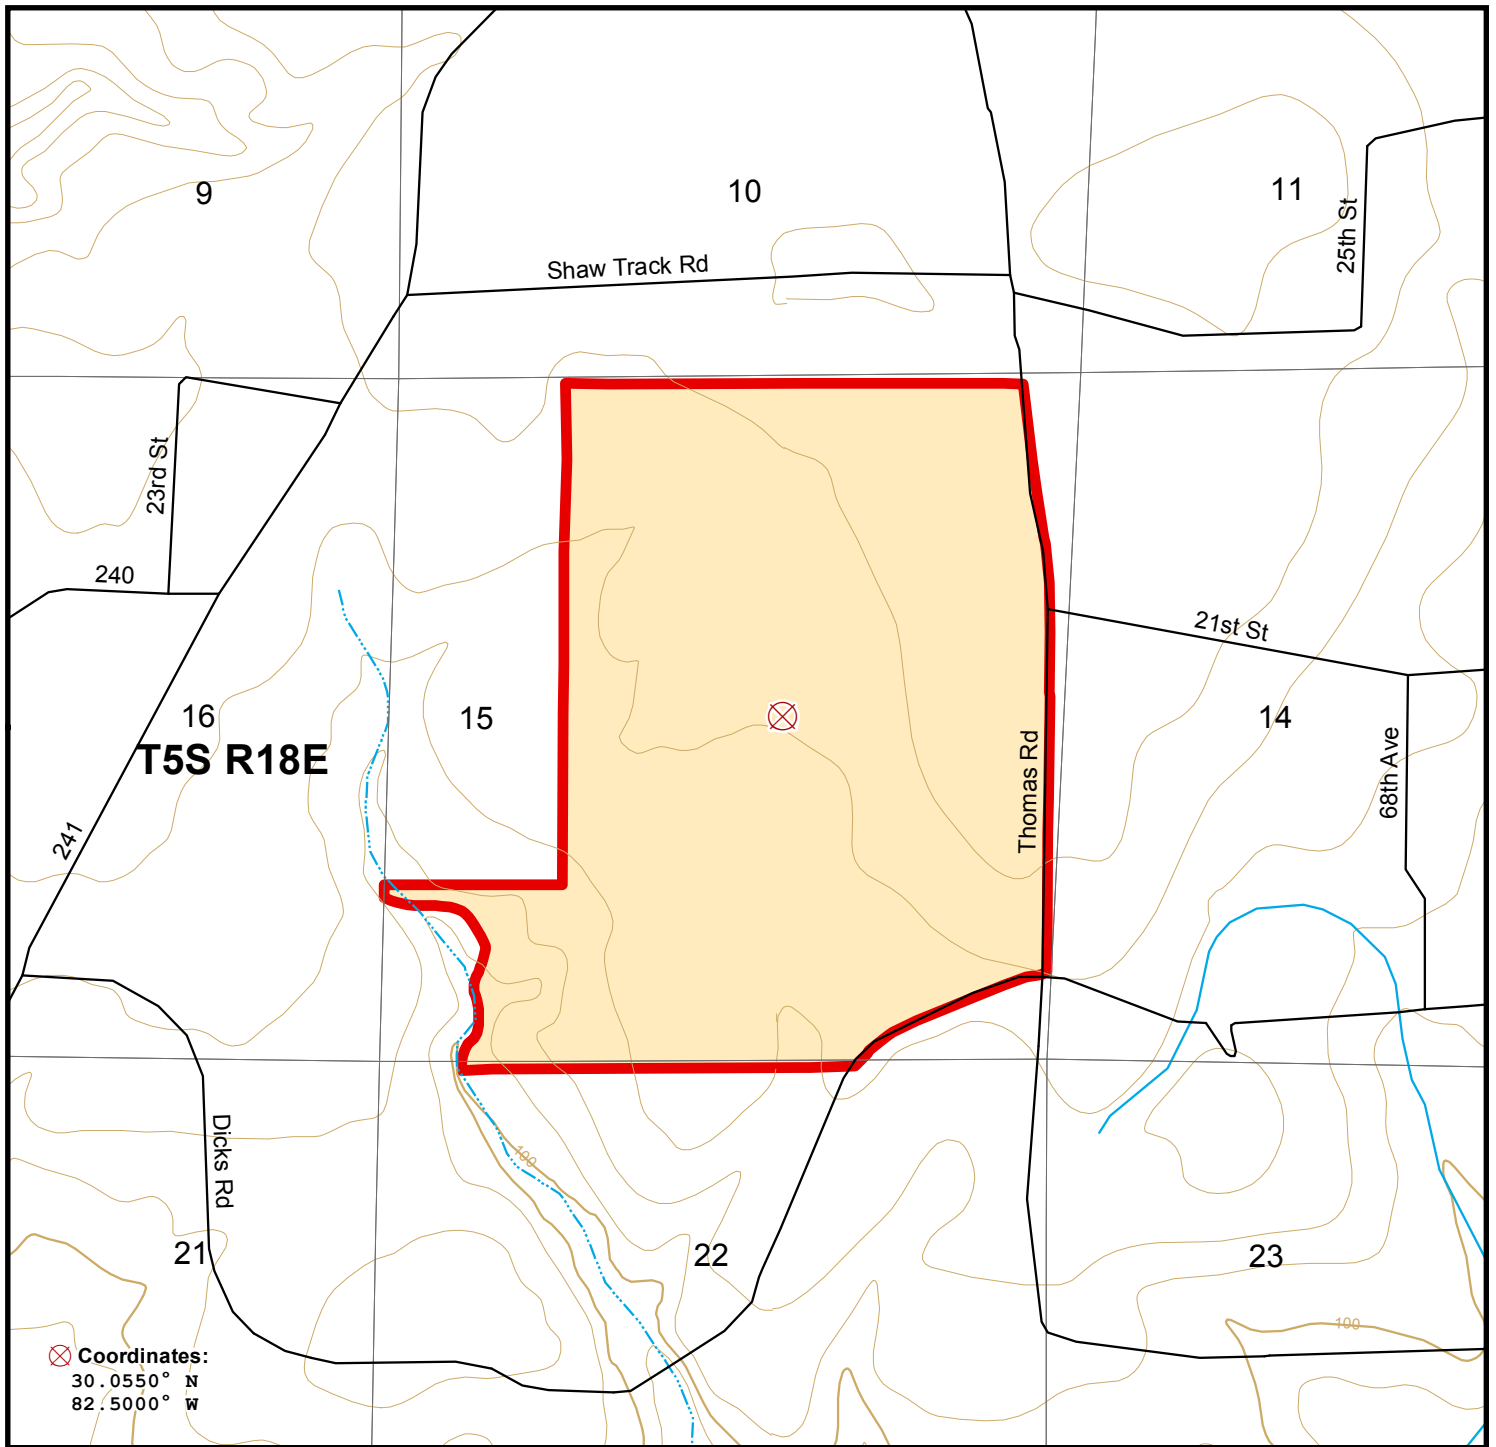 9
10
11
25th St
Shaw Track Rd
23rd St
240
21st St
16
15
14
T5S R18E
Thomas Rd
68th Ave
241
Dicks Rd
100
21
22
23
100
Coordinates:
30.0550° N
82.5000° W